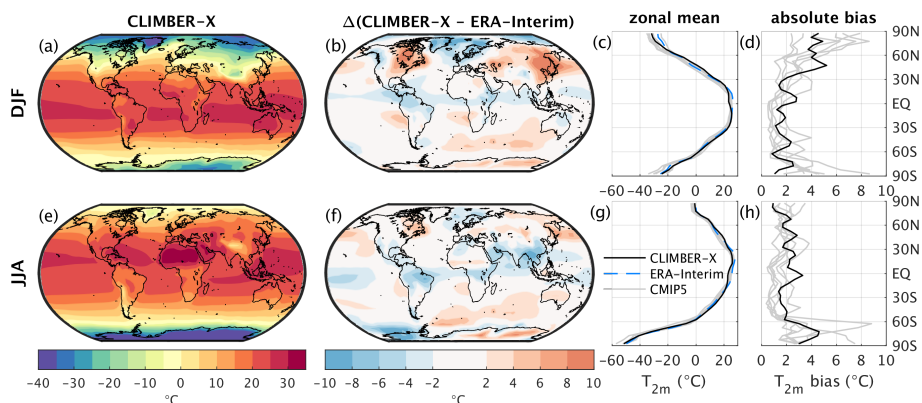 CLIMBER-X
Δ(CLIMBER-X - ERA-Interim)
zonal mean
absolute bias
DJF
(a)
(b)
(c)
(d)
90N
60N
30N
EQ
30S
60S
90S
−60 −40 −20 0 20
0 2 4 6 8 10
JJA
(e)
(f)
(g)
(h)
CLIMBER-X
ERA-Interim
CMIP5
90N
60N
30N
EQ
30S
60S
90S
−40 −30 −20 −10 0 10 20 30
°C
−10 −8 −6 −4 −2 2 4 6 8 10
°C
−60 −40 −20 0 20
T2m (°C)
0 2 4 6 8 10
T2m bias (°C)